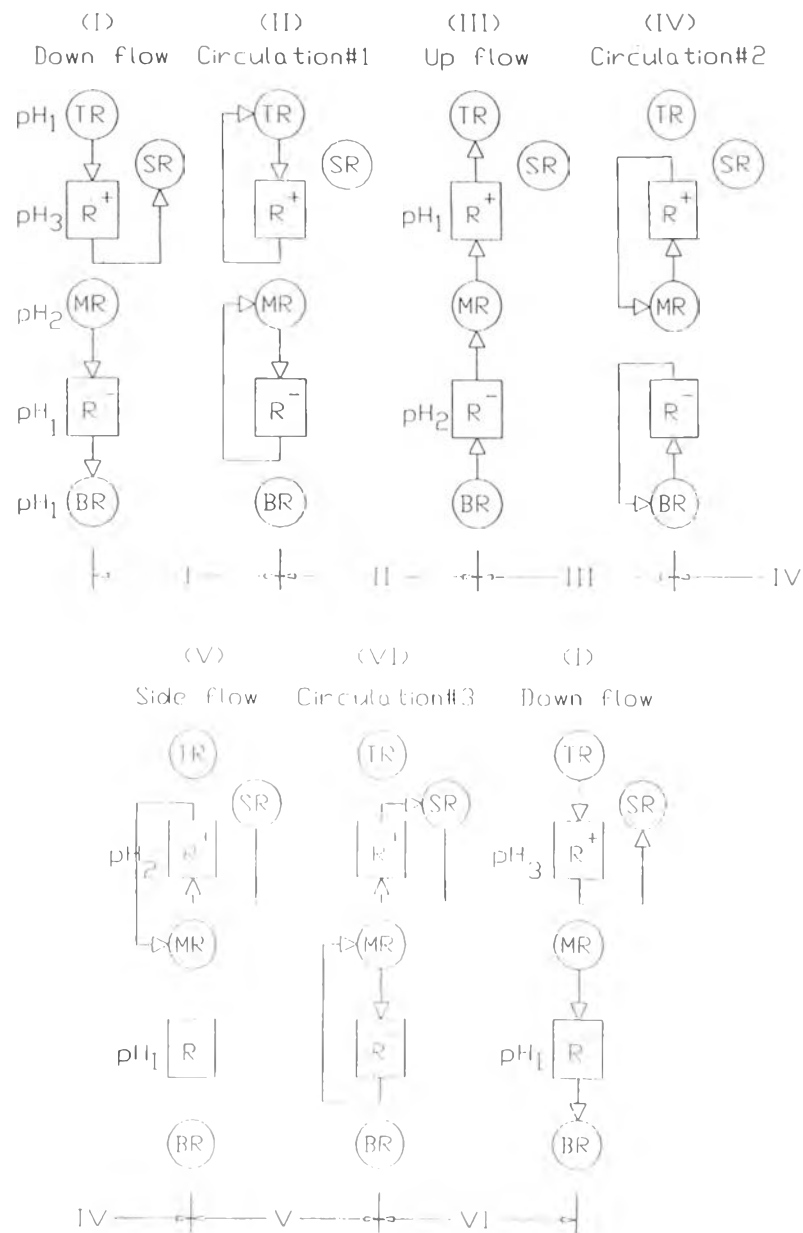 (I) (II) (III) (IV)
Down flow Circulation#1 Up flow Circulation#2
pH1 TR TR TR TR
SR SR SR SR
pH3 R+ R+ pH1 R+ R+
pH2 MR MR MR MR
pH1 R- R- pH2 R- R-
pH1 BR BR BR BR
I II III IV
(V) (VI) (I)
Side flow Circulation#3 Down flow
TR TR TR
SR SR SR
pH2 R+ R+ pH3 R+
MR MR MR
pH1 R R pH1 R
BR BR BR
IV V VI